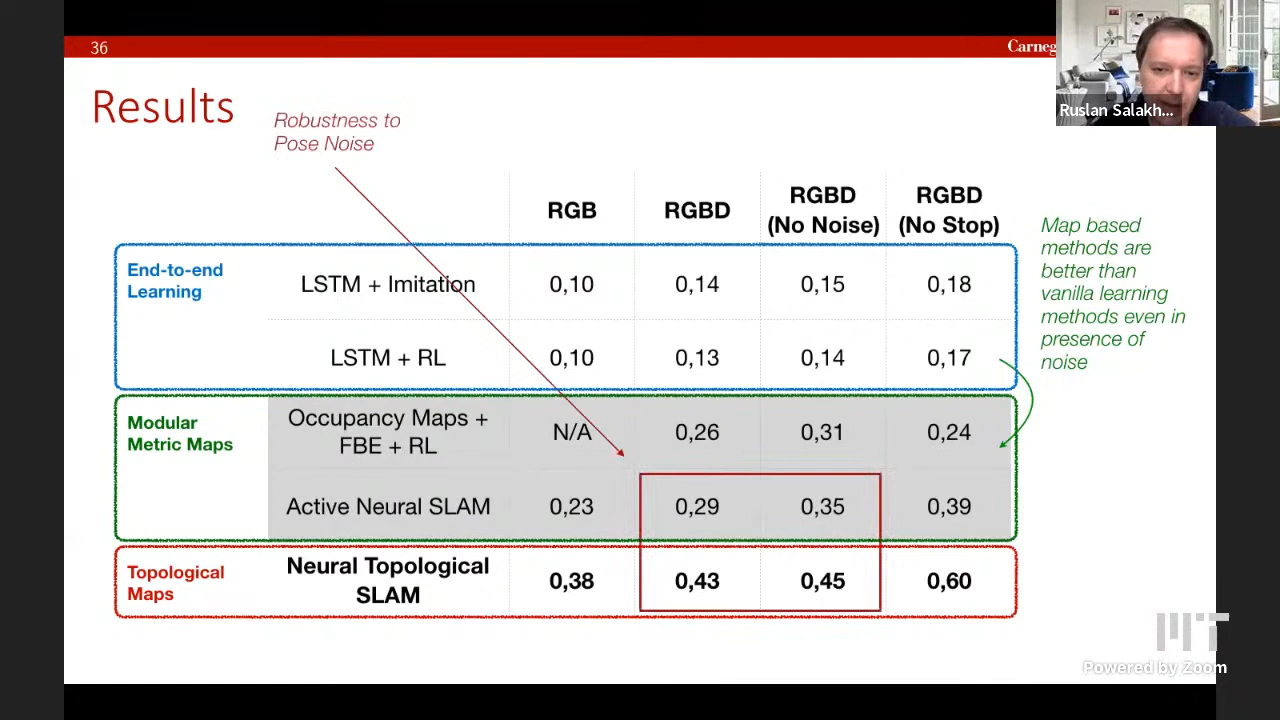 36
Carneg
Ruslan Salakh...
Results
Robustness to
Pose Noise
RGB
RGBD
RGBD
(No Noise)
RGBD
(No Stop)
Map based
methods are
better than
vanilla learning
methods even in
presence of
noise
End-to-end
Learning
LSTM + Imitation
0,10
0,14
0,15
0,18
LSTM + RL
0,10
0,13
0,14
0,17
Modular
Metric Maps
Occupancy Maps +
FBE + RL
N/A
0,26
0,31
0,24
Active Neural SLAM
0,23
0,29
0,35
0,39
Topological
Maps
Neural Topological
SLAM
0,38
0,43
0,45
0,60
MIT
Powered by Zoom